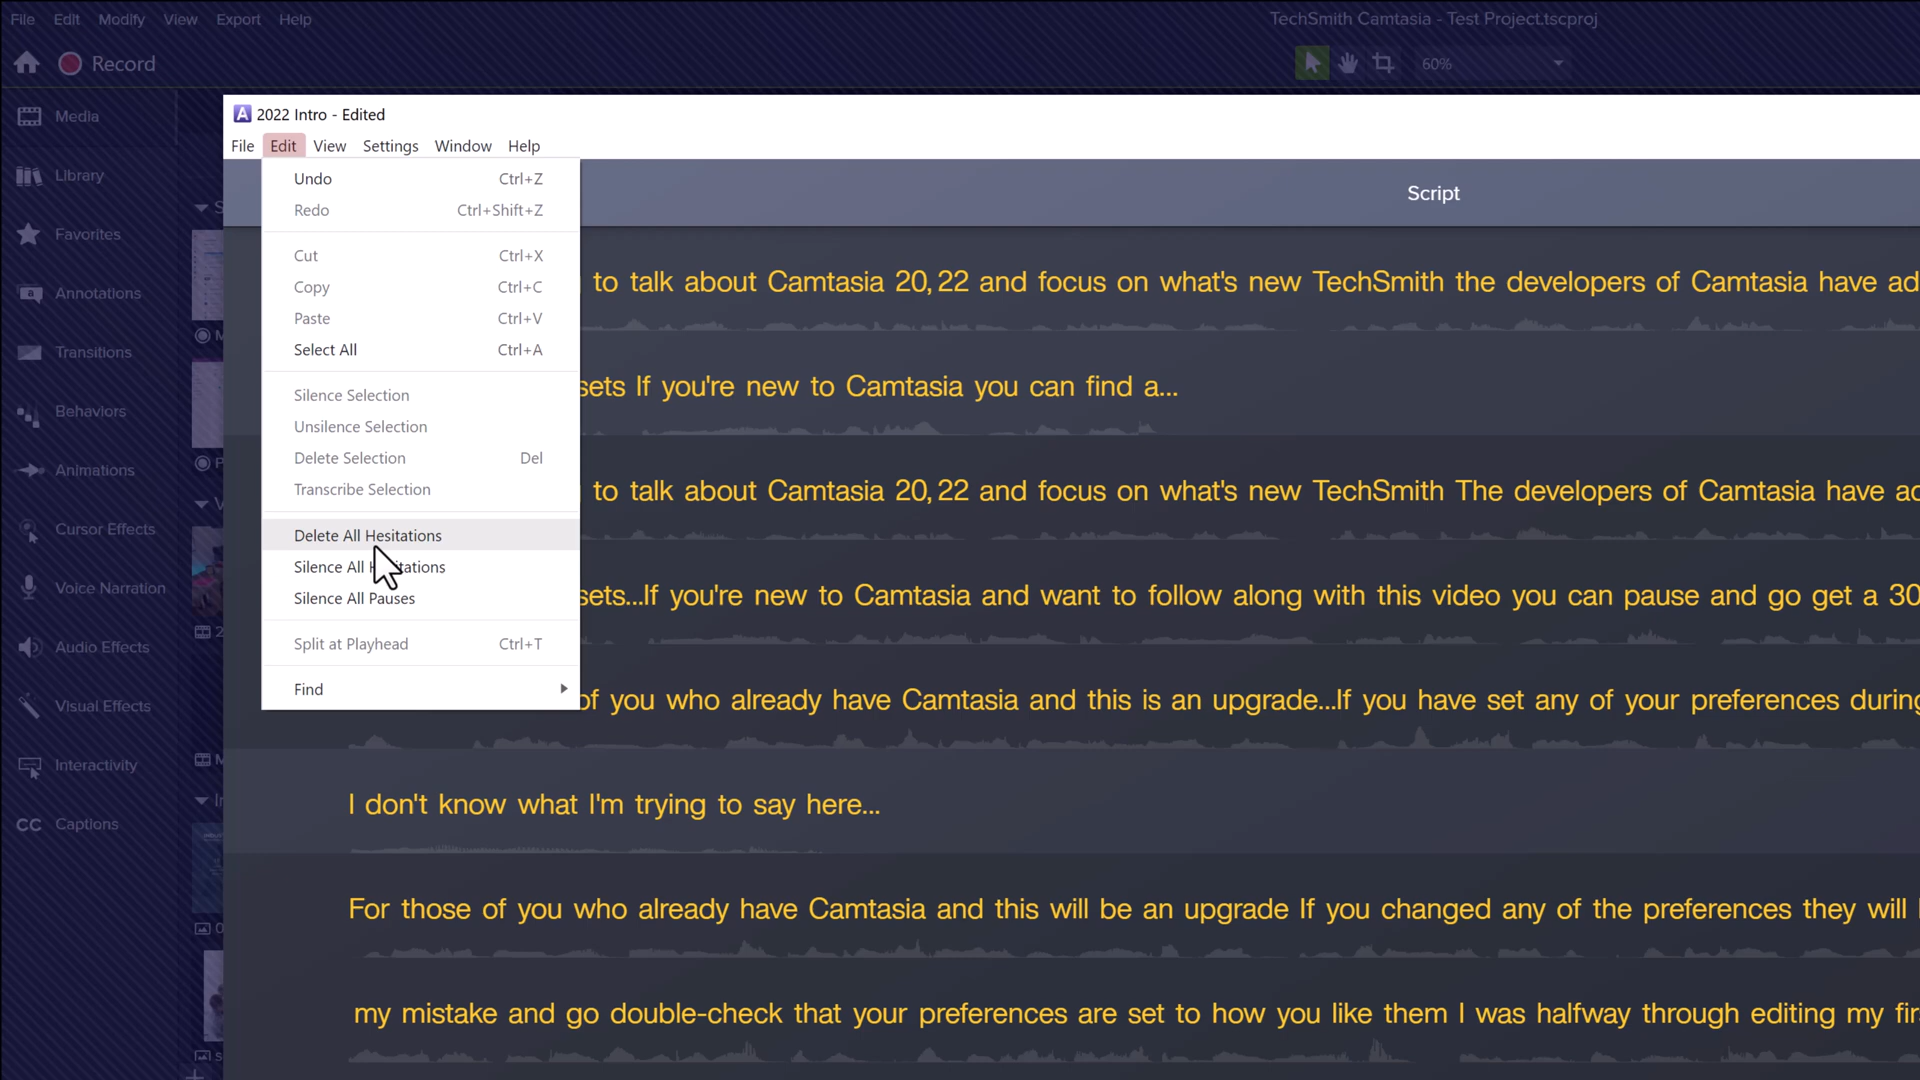 File Edit Modify View Export Help
TechSmith Camtasia - Test Project.tscproj
Record
60%
Media
Library
Favorites
Annotations
Transitions
Behaviors
Animations
Cursor Effects
Voice Narration
Audio Effects
Visual Effects
Interactivity
CC Captions
2022 Intro - Edited
File Edit View Settings Window Help
Undo Ctrl+Z
Redo Ctrl+Shift+Z
Cut Ctrl+X
Copy Ctrl+C
Paste Ctrl+V
Select All Ctrl+A
Silence Selection
Unsilence Selection
Delete Selection Del
Transcribe Selection
Delete All Hesitations
Silence All
Silence All Pauses
Split at Playhead Ctrl+T
Find
Script
to talk about Camtasia 20, 22 and focus on what's new TechSmith the developers of Camtasia have ad
sets If you're new to Camtasia you can find a...
to talk about Camtasia 20, 22 and focus on what's new TechSmith The developers of Camtasia have ad
sets...If you're new to Camtasia and want to follow along with this video you can pause and go get a 30
of you who already have Camtasia and this is an upgrade...If you have set any of your preferences during
I don't know what I'm trying to say here...
For those of you who already have Camtasia and this will be an upgrade If you changed any of the preferences they will
my mistake and go double-check that your preferences are set to how you like them I was halfway through editing my fir